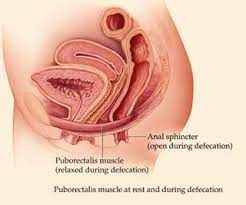 Anal sphincter
(open during defecation)
Puborectalis muscle
(relaxed during defecation)
Puborectalis muscle at rest and during defecation